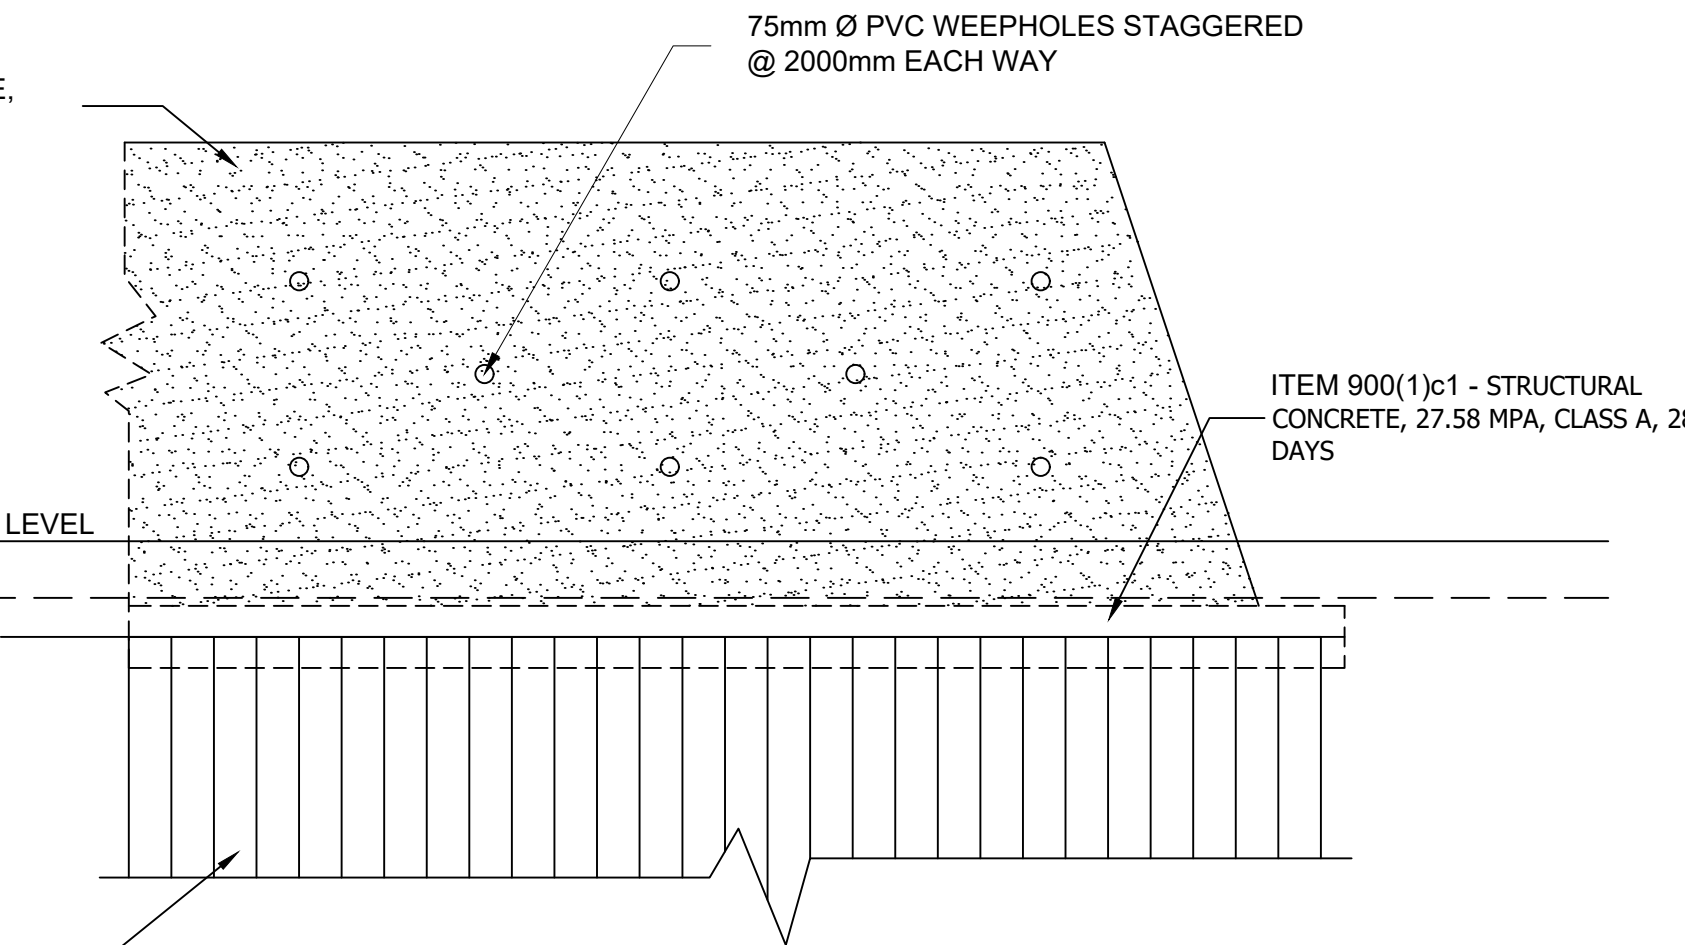 75mm Ø PVC WEEPHOLES STAGGERED
@ 2000mm EACH WAY
E,
ITEM 900(1)c1 - STRUCTURAL
CONCRETE, 27.58 MPA, CLASS A, 28
DAYS
LEVEL